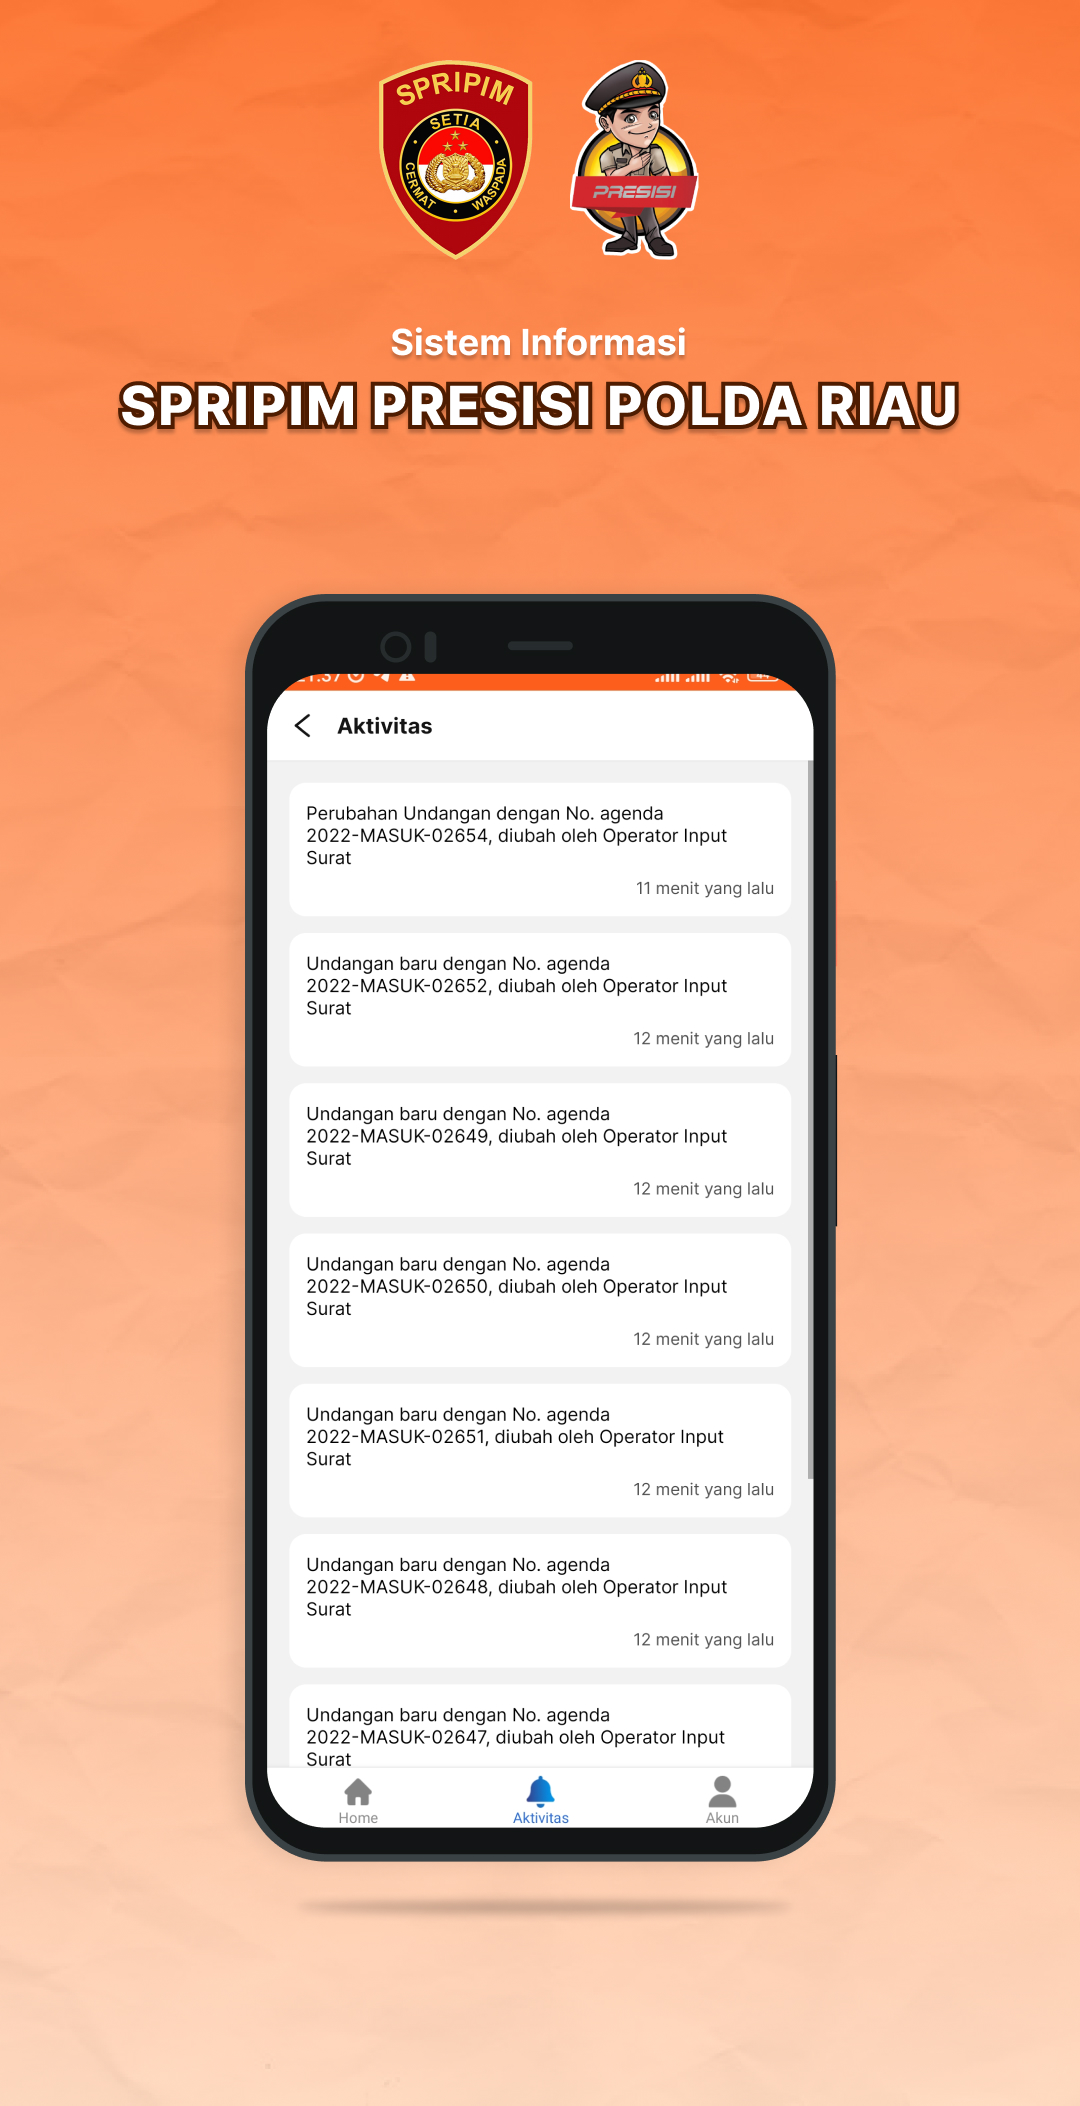 SPRIPIM
SETIA
CERMAT
WASPADA
PRESISI
Sistem Informasi
SPRIPIM PRESISI POLDA RIAU
Aktivitas
Perubahan Undangan dengan No. agenda
2022-MASUK-02654, diubah oleh Operator Input
Surat
11 menit yang lalu
Undangan baru dengan No. agenda
2022-MASUK-02652, diubah oleh Operator Input
Surat
12 menit yang lalu
Undangan baru dengan No. agenda
2022-MASUK-02649, diubah oleh Operator Input
Surat
12 menit yang lalu
Undangan baru dengan No. agenda
2022-MASUK-02650, diubah oleh Operator Input
Surat
12 menit yang lalu
Undangan baru dengan No. agenda
2022-MASUK-02651, diubah oleh Operator Input
Surat
12 menit yang lalu
Undangan baru dengan No. agenda
2022-MASUK-02648, diubah oleh Operator Input
Surat
12 menit yang lalu
Undangan baru dengan No. agenda
2022-MASUK-02647, diubah oleh Operator Input
Surat
Home
Aktivitas
Akun